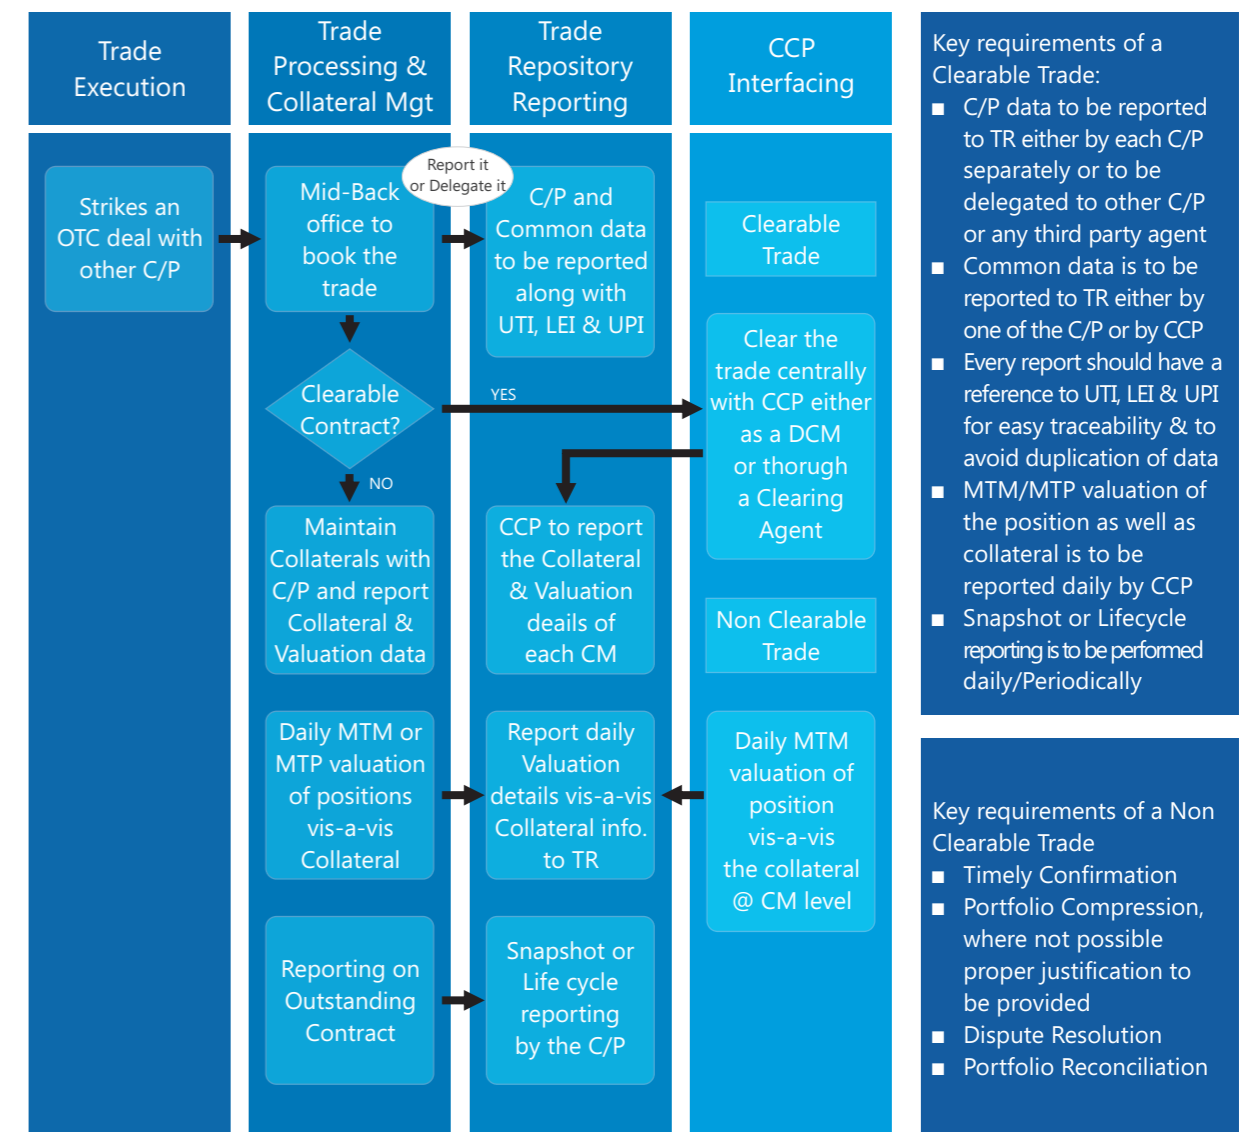 Trade
Execution
Trade
Processing &
Collateral Mgt
Trade
Repository
Reporting
CCP
Interfacing
Strikes an
OTC deal with
other C/P
Mid-Back
office to
book the
trade
Report it
or Delegate it
C/P and
Common data
to be reported
along with
UTI, LEI & UPI
Clearable
Trade
Clearable
Contract?
YES
NO
Clear the
trade centrally
with CCP either
as a DCM
or thorugh
a Clearing
Agent
Maintain
Collaterals with
C/P and report
Collateral &
Valuation data
CCP to report
the Collateral
& Valuation
deails of
each CM
Non Clearable
Trade
Daily MTM or
MTP valuation
of positions
vis-a-vis
Collateral
Report daily
Valuation
details vis-a-vis
Collateral info.
to TR
Daily MTM
valuation of
position
vis-a-vis
the collateral
@ CM level
Reporting on
Outstanding
Contract
Snapshot or
Life cycle
reporting
by the C/P
Key requirements of a
Clearable Trade:
■ C/P data to be reported
to TR either by each C/P
separately or to be
delegated to other C/P
or any third party agent
■ Common data is to be
reported to TR either by
one of the C/P or by CCP
■ Every report should have a
reference to UTI, LEI & UPI
for easy traceability & to
avoid duplication of data
■ MTM/MTP valuation of
the position as well as
collateral is to be
reported daily by CCP
■ Snapshot or Lifecycle
reporting is to be performed
daily/Periodically
Key requirements of a Non
Clearable Trade
■ Timely Confirmation
■ Portfolio Compression,
where not possible
proper justification to
be provided
■ Dispute Resolution
■ Portfolio Reconciliation